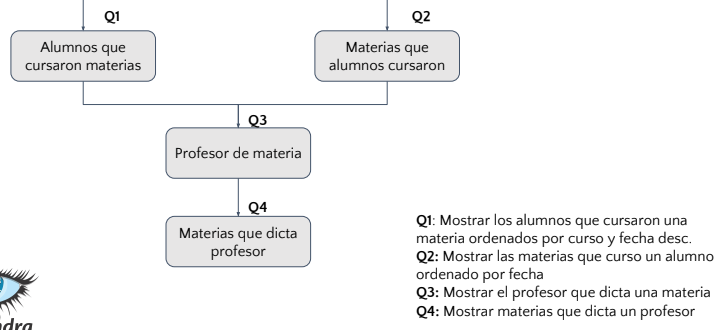 Q1
Q2
Alumnos que
cursaron materias
Materias que
alumnos cursaron
Q3
Profesor de materia
Q4
Materias que dicta
profesor
Q1: Mostrar los alumnos que cursaron una
materia ordenados por curso y fecha desc.
Q2: Mostrar las materias que curso un alumno
ordenado por fecha
Q3: Mostrar el profesor que dicta una materia
Q4: Mostrar materias que dicta un profesor